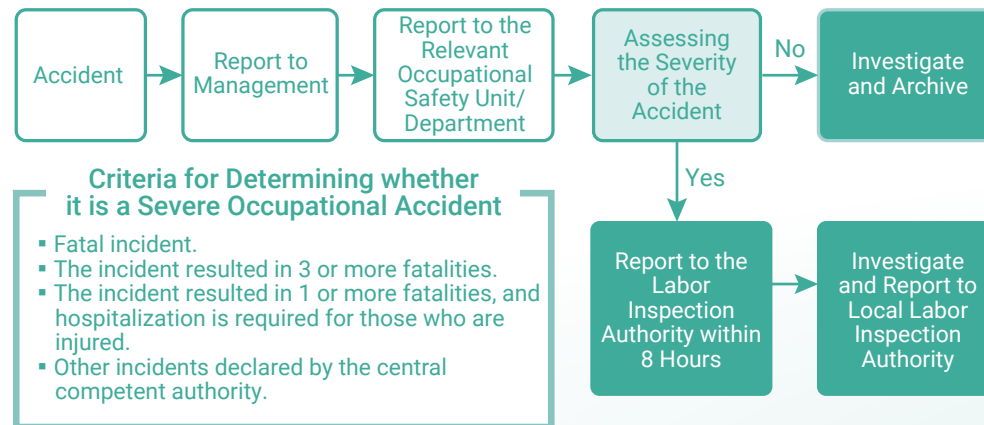 Accident
Report to
Management
Report to the
Relevant
Occupational
Safety Unit/
Department
Assessing
the Severity
of the
Accident
No
Investigate
and Archive
Yes
Report to the
Labor
Inspection
Authority within
8 Hours
Investigate
and Report to
Local Labor
Inspection
Authority
Criteria for Determining whether
it is a Severe Occupational Accident
▪ Fatal incident.
▪ The incident resulted in 3 or more fatalities.
▪ The incident resulted in 1 or more fatalities, and
hospitalization is required for those who are
injured.
▪ Other incidents declared by the central
competent authority.